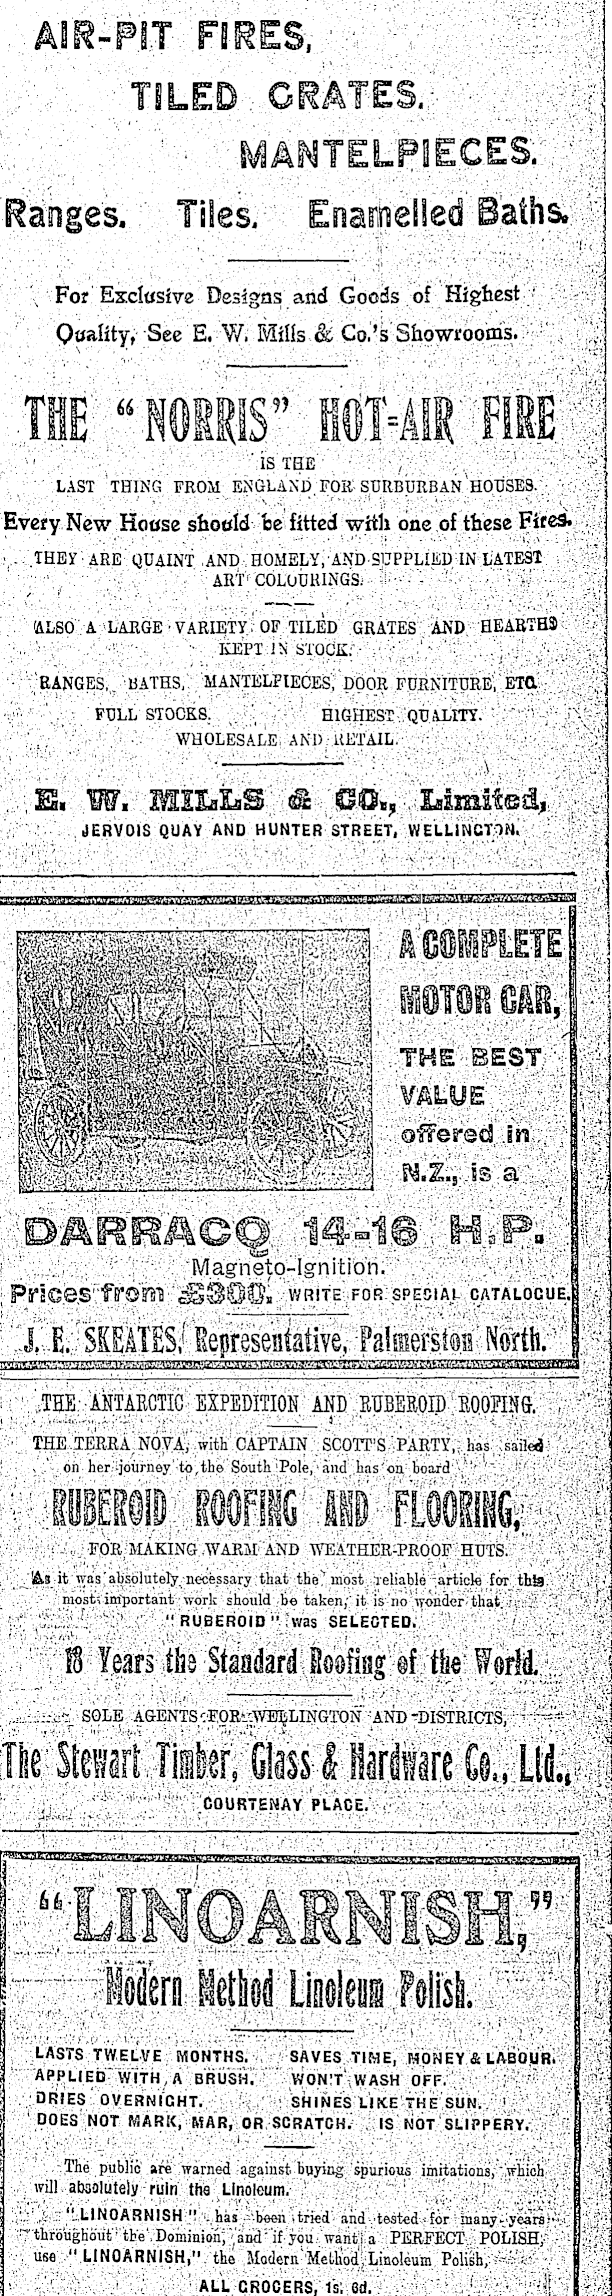 AIR-PIT FIRES,
TILED GRATES.
MANTELPIECES.
Ranges. Tiles. Enamelled Baths.
For Exclusive Designs and Goods of Highest
Quality, See E. W. Mills & Co.'s Showrooms.
THE "NORRIS" HOT-AIR FIRE
IS THE
LAST THING FROM ENGLAND FOR SURBURBAN HOUSES.
Every New House should be fitted with one of these Fires.
THEY ARE QUAINT AND HOMELY, AND SUPPLIED IN LATEST
ART COLOURINGS.
ALSO A LARGE VARIETY OF TILED GRATES AND HEARTHS
KEPT IN STOCK.
RANGES, BATHS, MANTELPIECES, DOOR FURNITURE, ETC.
FULL STOCKS. HIGHEST QUALITY.
WHOLESALE AND RETAIL.
E. W. MILLS & CO., Limited,
JERVOIS QUAY AND HUNTER STREET, WELLINGTON.
A COMPLETE
MOTOR CAR,
THE BEST
VALUE
offered in
N.Z., is a
DARRACQ 14-16 H.P.
Magneto-Ignition.
Prices from £300. WRITE FOR SPECIAL CATALOGUE.
J. E. SKEATES, Representative, Palmerston North.
THE ANTARCTIC EXPEDITION AND RUBEROID ROOFING.
THE TERRA NOVA, with CAPTAIN SCOTT'S PARTY, has sailed
on her journey to the South Pole, and has on board
RUBEROID ROOFING AND FLOORING,
FOR MAKING WARM AND WEATHER-PROOF HUTS.
As it was absolutely necessary that the most reliable article for this
most important work should be taken, it is no wonder that
"RUBEROID" was SELECTED.
18 Years the Standard Roofing of the World.
SOLE AGENTS FOR WELLINGTON AND DISTRICTS,
The Stewart Timber, Glass & Hardware Co., Ltd.,
COURTENAY PLACE.
"LINOARNISH,"
Modern Method Linoleum Polish.
LASTS TWELVE MONTHS. SAVES TIME, MONEY & LABOUR.
APPLIED WITH A BRUSH. WON'T WASH OFF.
DRIES OVERNIGHT. SHINES LIKE THE SUN.
DOES NOT MARK, MAR, OR SCRATCH. IS NOT SLIPPERY.
The public are warned against buying spurious imitations, which
will absolutely ruin the Linoleum.
"LINOARNISH" has been tried and tested for many years
throughout the Dominion, and if you want a PERFECT POLISH,
use "LINOARNISH," the Modern Method Linoleum Polish,
ALL GROCERS, 1s. 6d.